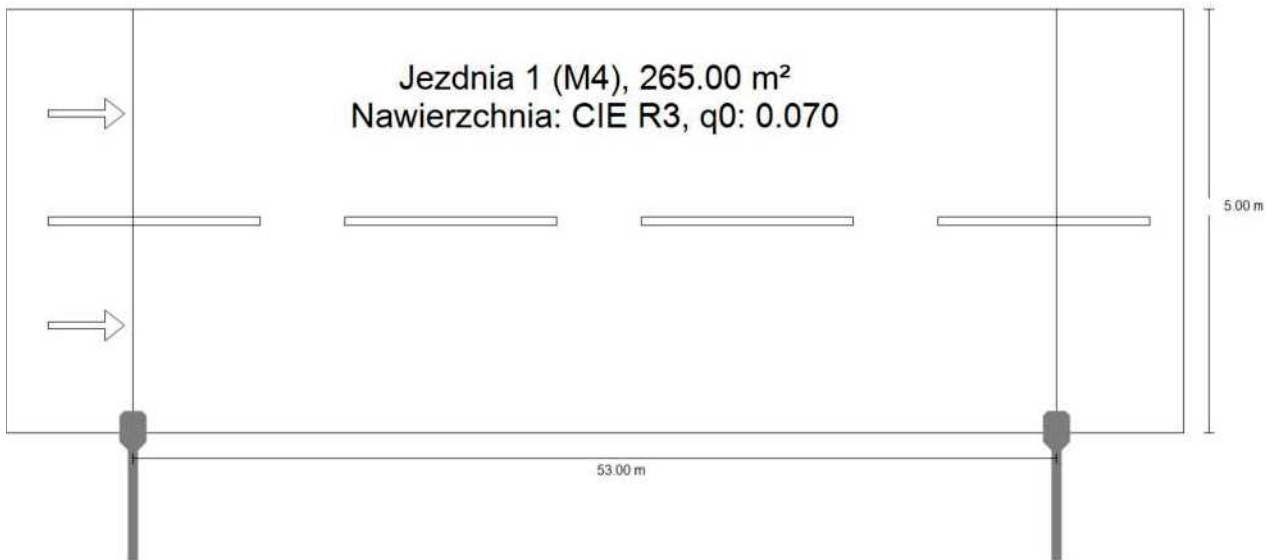 Jezdnia 1 (M4), 265.00 m²
Nawierzchnia: CIE R3, q0: 0.070
5.00 m
53.00 m